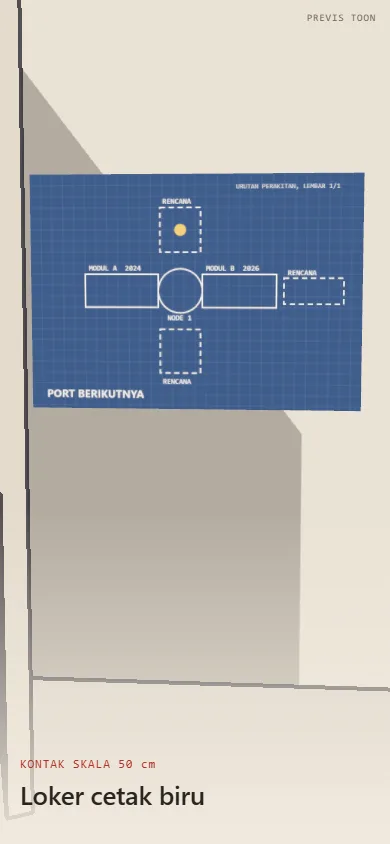 PREVIS TOON
URUTAN PERAKITAN, LEMBAR 1/1
RENCANA
MODUL A 2024
MODUL B 2026
RENCANA
NODE 1
RENCANA
PORT BERIKUTNYA
KONTAK SKALA 50 cm
Loker cetak biru